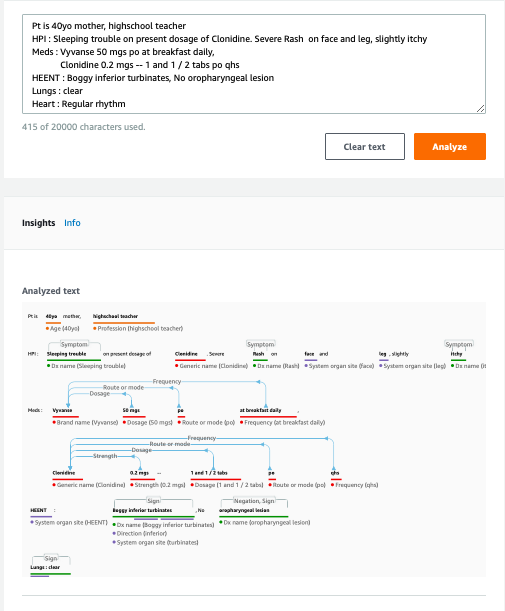 Pt is 40yo mother, highschool teacher
HPI : Sleeping trouble on present dosage of Clonidine. Severe Rash  on face and leg, slightly itchy
Meds : Vyvanse 50 mgs po at breakfast daily,
Clonidine 0.2 mgs -- 1 and 1 / 2 tabs po qhs
HEENT : Boggy inferior turbinates, No oropharyngeal lesion
Lungs : clear
Heart : Regular rhythm
415 of 20000 characters used.
Clear text Analyze
Insights Info
Analyzed text
Pt is 40yo mother, highschool teacher
Age (40yo) Profession (highschool teacher)
Symptom Symptom Symptom
HPI : Sleeping trouble on present dosage of Clonidine , Severe Rash on face and leg , slightly itchy
Dx name (Sleeping trouble) Generic name (Clonidine) Dx name (Rash) System organ site (face) System organ site (leg) Dx name (it
Frequency
Route or mode
Dosage
Meds : Vyvanse 50 mgs po at breakfast daily ,
Brand name (Vyvanse) Dosage (50 mgs) Route or mode (po) Frequency (at breakfast daily)
Frequency
Route or mode
Dosage
Strength
Clonidine 0.2 mgs -- 1 and 1 / 2 tabs po qhs
Generic name (Clonidine) Strength (0.2 mgs) Dosage (1 and 1 / 2 tabs) Route or mode (po) Frequency (qhs)
Sign Negation, Sign
HEENT : Boggy inferior turbinates , No oropharyngeal lesion
System organ site (HEENT) Dx name (Boggy inferior turbinates) Dx name (oropharyngeal lesion)
Direction (inferior)
System organ site (turbinates)
Sign
Lungs : clear